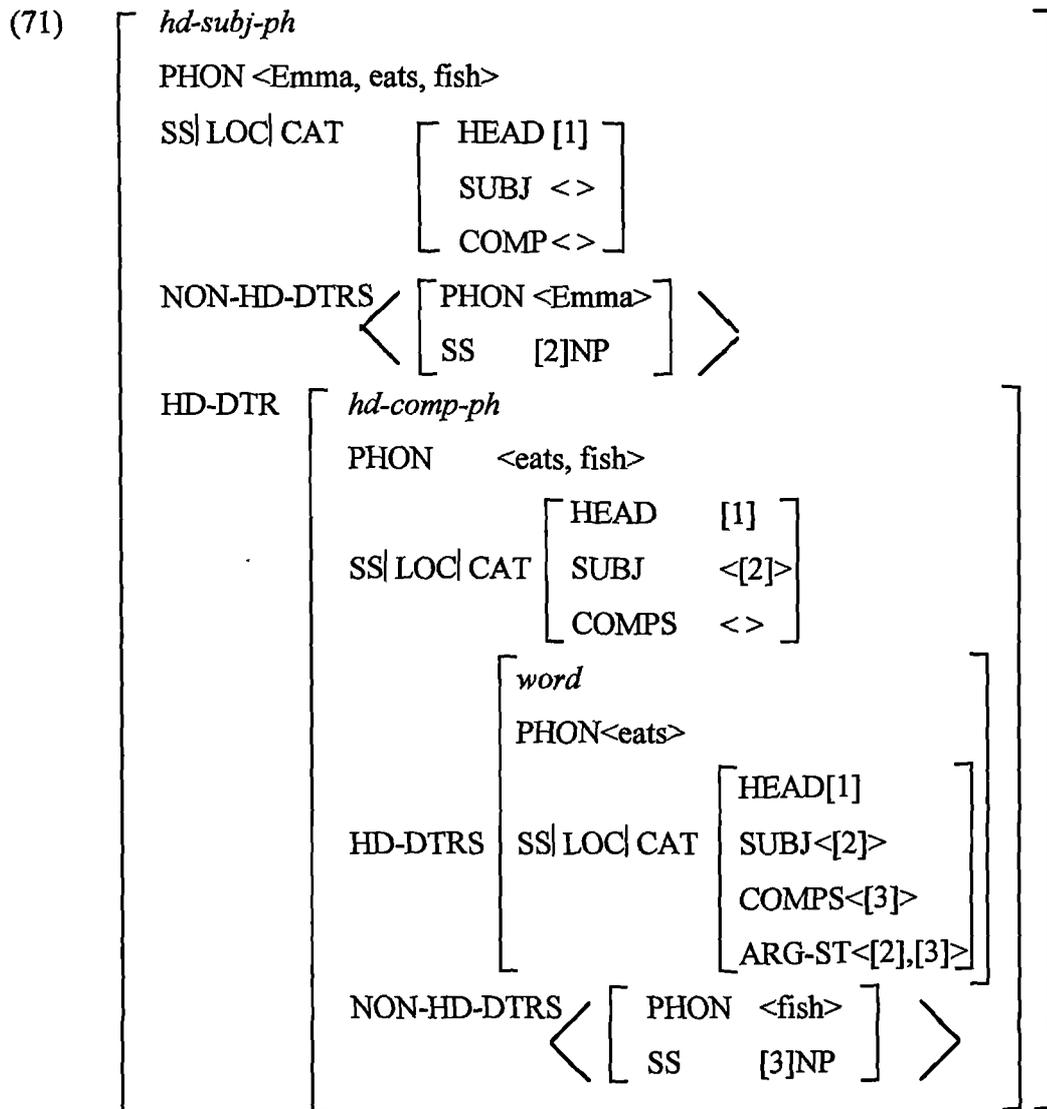 (71) hd-subj-ph
PHON <Emma, eats, fish>
SS| LOC| CAT
HEAD [1]
SUBJ < >
COMP < >
NON-HD-DTRS < PHON <Emma>
SS [2]NP >
HD-DTR hd-comp-ph
PHON <eats, fish>
SS| LOC| CAT
HEAD [1]
SUBJ <[2]>
COMPS < >
HD-DTRS
word
PHON<eats>
SS| LOC| CAT
HEAD[1]
SUBJ<[2]>
COMPS<[3]>
ARG-ST<[2],[3]>
NON-HD-DTRS < PHON <fish>
SS [3]NP >